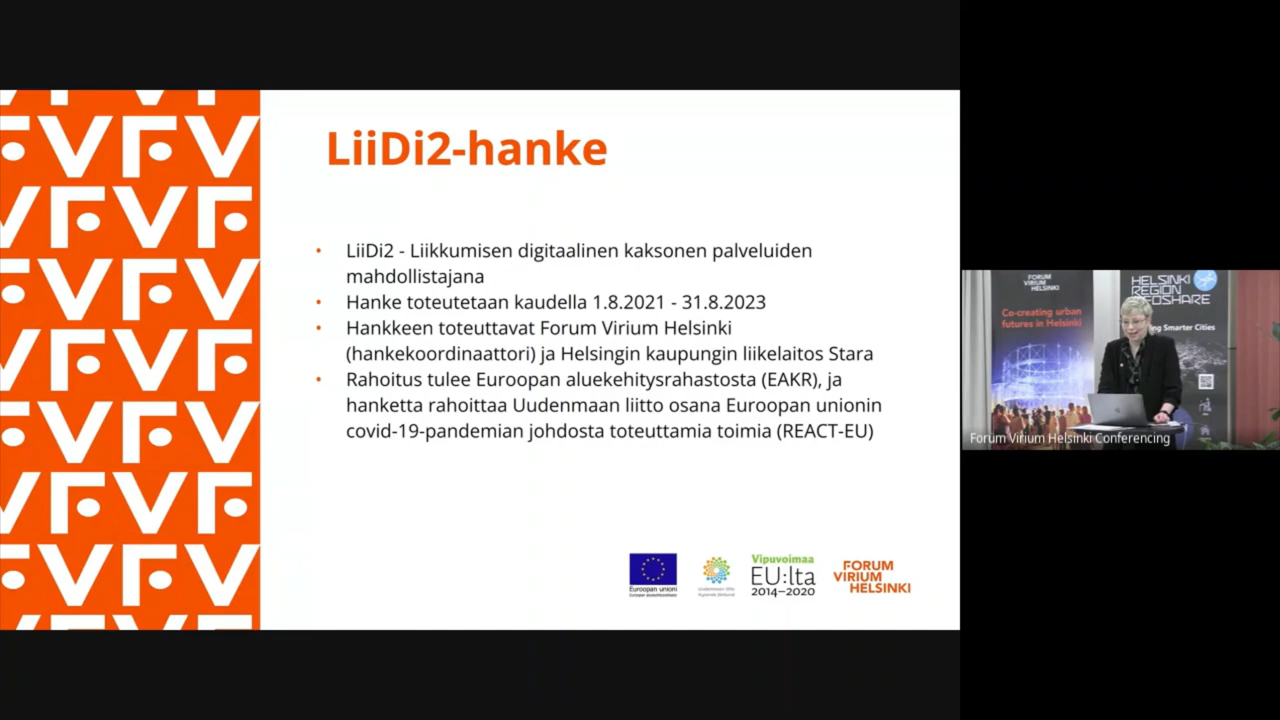 LiiDi2-hanke
• LiiDi2 - Liikkumisen digitaalinen kaksonen palveluiden
mahdollistajana
• Hanke toteutetaan kaudella 1.8.2021 - 31.8.2023
• Hankkeen toteuttavat Forum Virium Helsinki
(hankekoordinaattori) ja Helsingin kaupungin liikelaitos Stara
• Rahoitus tulee Euroopan aluekehitysrahastosta (EAKR), ja
hanketta rahoittaa Uudenmaan liitto osana Euroopan unionin
covid-19-pandemian johdosta toteuttamia toimia (REACT-EU)
Euroopan unioni
Vipuvoimaa
EU:lta
2014–2020
FORUM
VIRIUM
HELSINKI
FORUM
VIRIUM
HELSINKI
Co-creating urban
futures in Helsinki
HELSINKI
REGION
Smarter Cities
Forum Virium Helsinki Conferencing